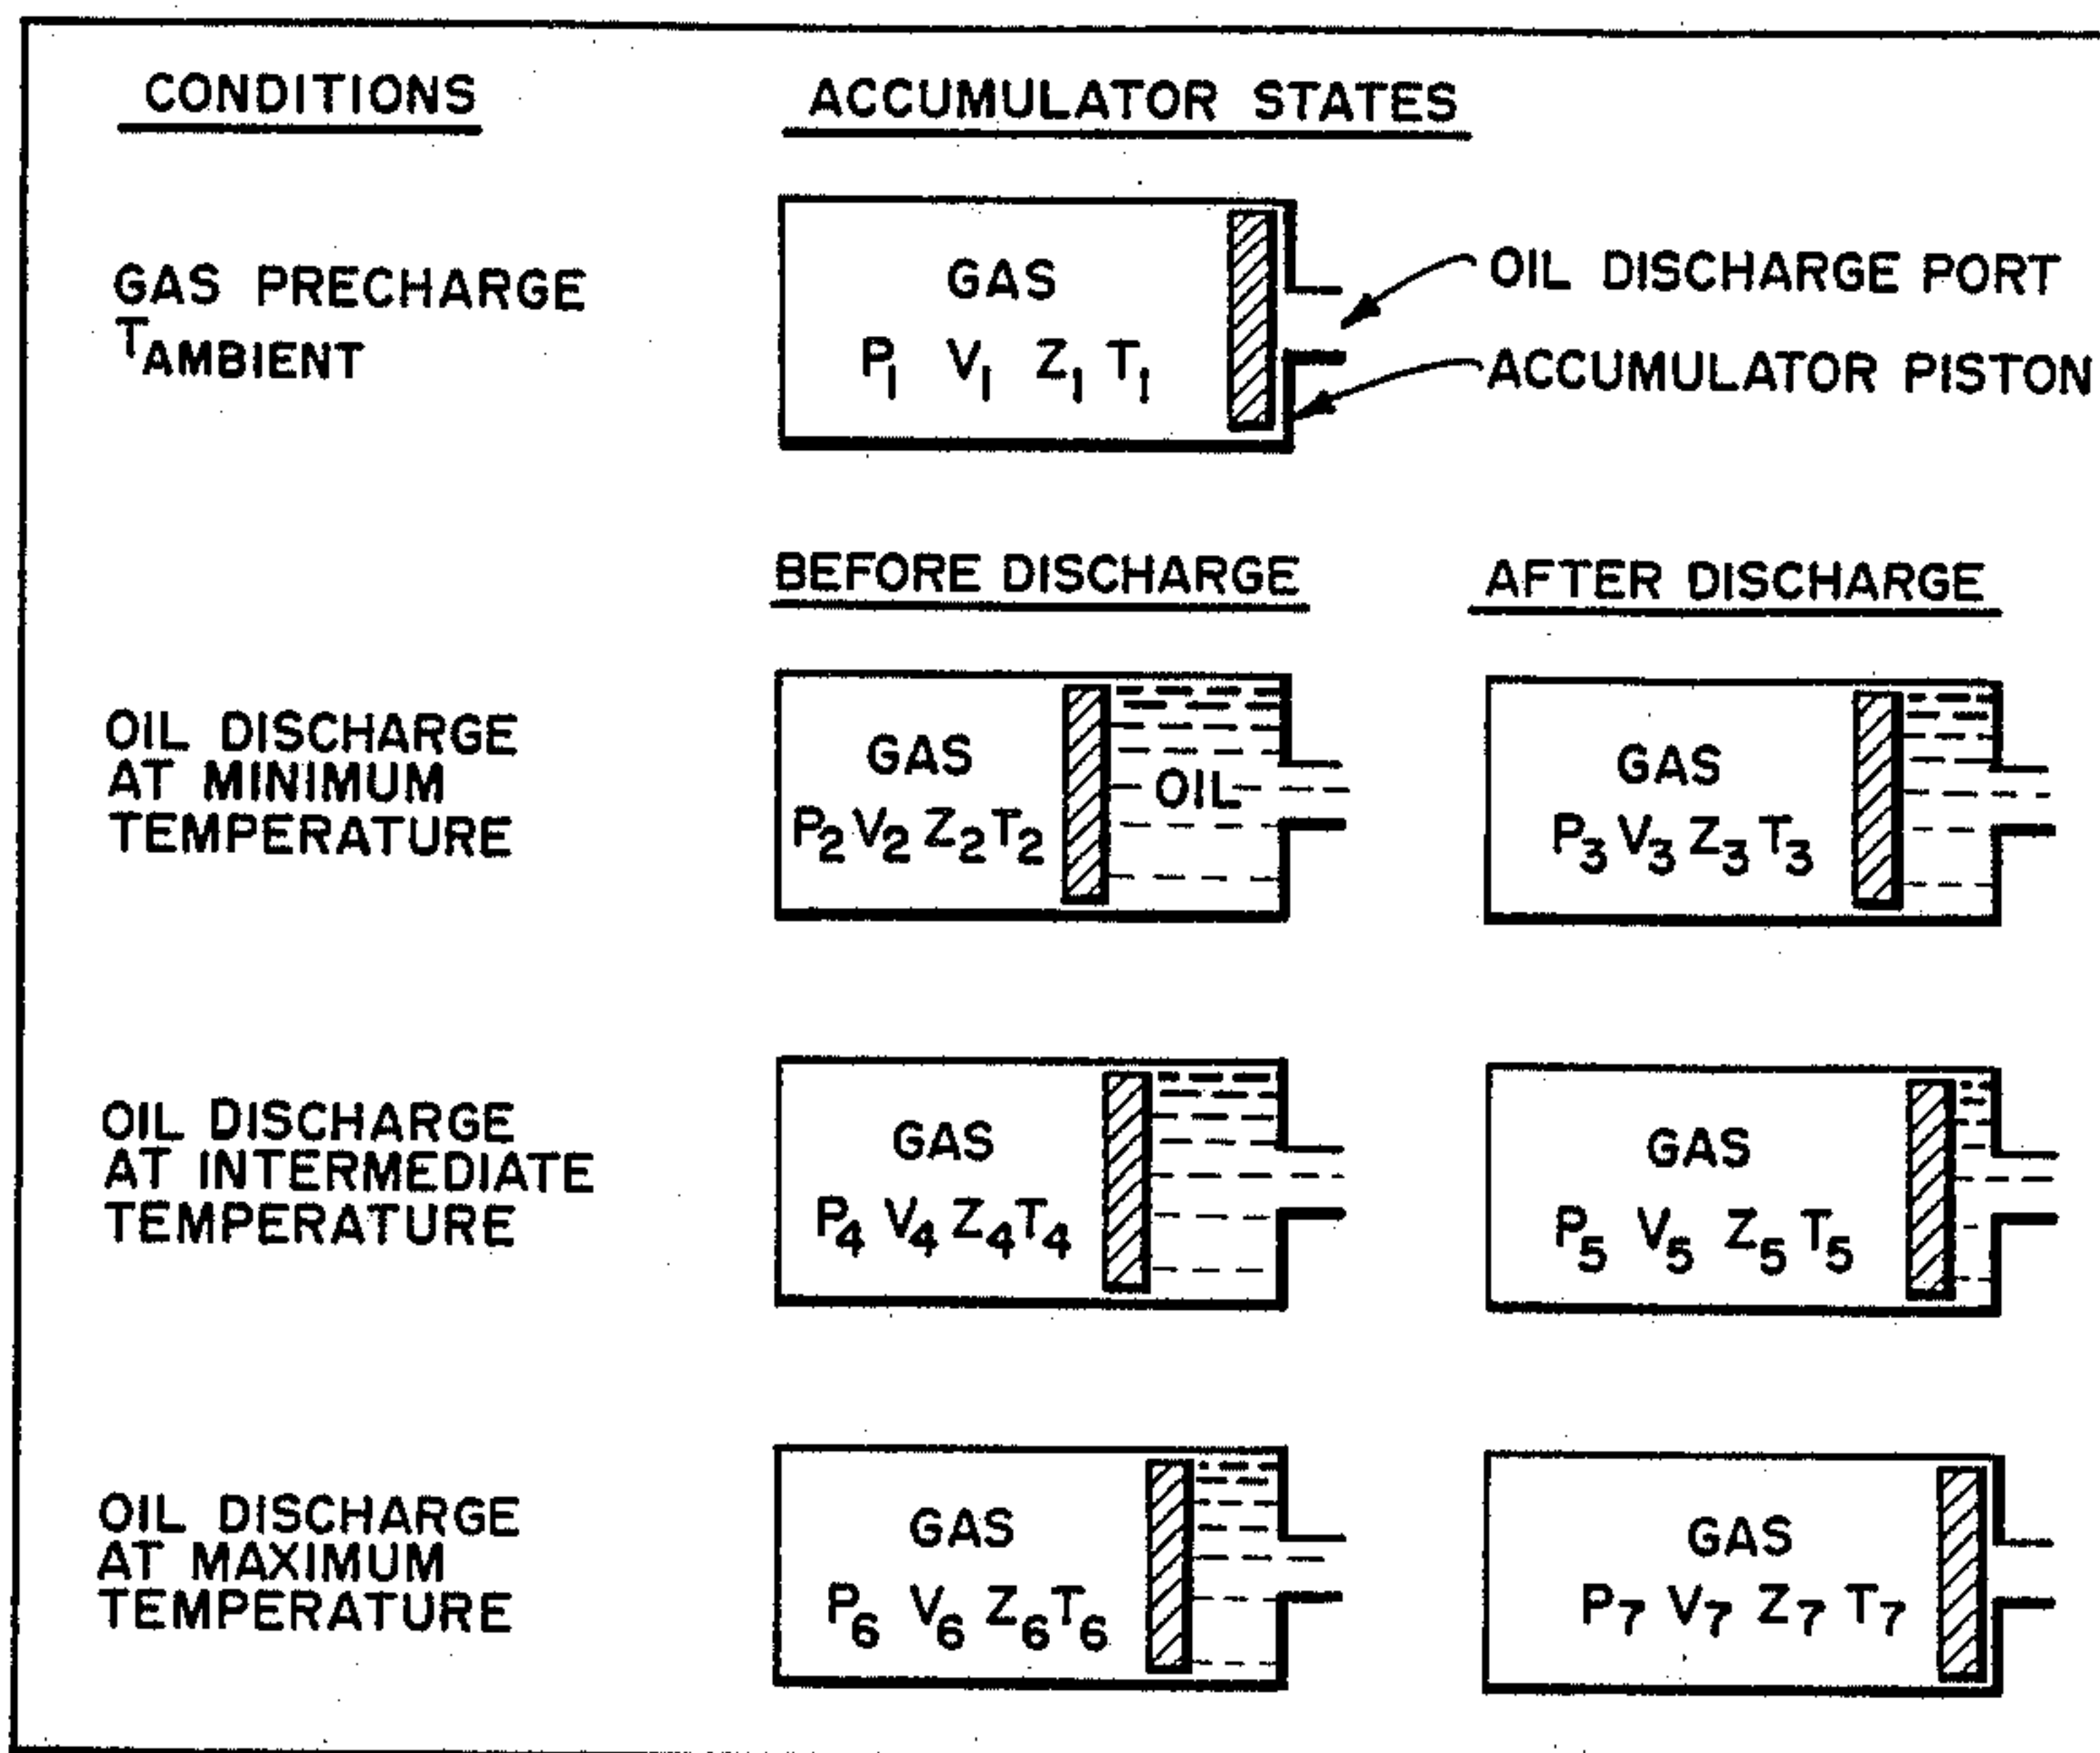 CONDITIONS
ACCUMULATOR STATES
GAS PRECHARGE
TAMBIENT
GAS
P1 V1 Z1 T1
OIL DISCHARGE PORT
ACCUMULATOR PISTON
BEFORE DISCHARGE
AFTER DISCHARGE
OIL DISCHARGE
AT MINIMUM
TEMPERATURE
GAS
P2 V2 Z2 T2
OIL
GAS
P3 V3 Z3 T3
OIL DISCHARGE
AT INTERMEDIATE
TEMPERATURE
GAS
P4 V4 Z4 T4
GAS
P5 V5 Z5 T5
OIL DISCHARGE
AT MAXIMUM
TEMPERATURE
GAS
P6 V6 Z6 T6
GAS
P7 V7 Z7 T7